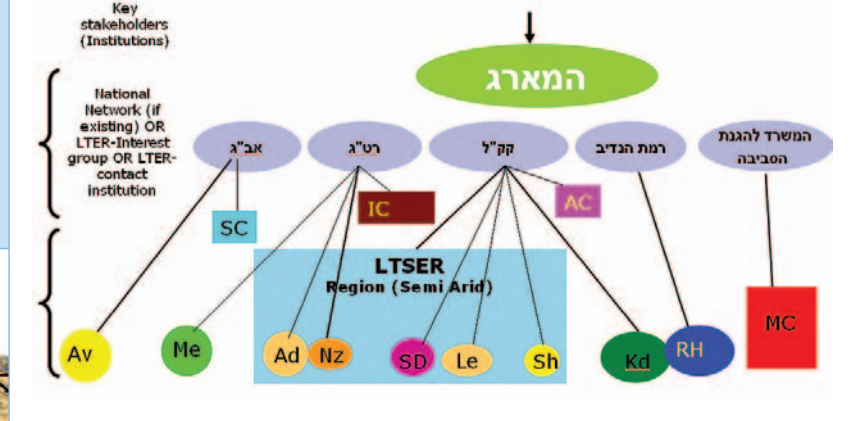 Key
stakeholders
(Institutions)
המארג
National
Network (if
existing) OR
LTER-Interest
group OR LTER-
contact
institution
אב"ג
רט"ג
קק"ל
רמת הנדיב
המשרד להגנת
הסביבה
SC
IC
AC
LTSER
Region (Semi Arid)
Av
Me
Ad
Nz
SD
Le
Sh
Kd
RH
MC